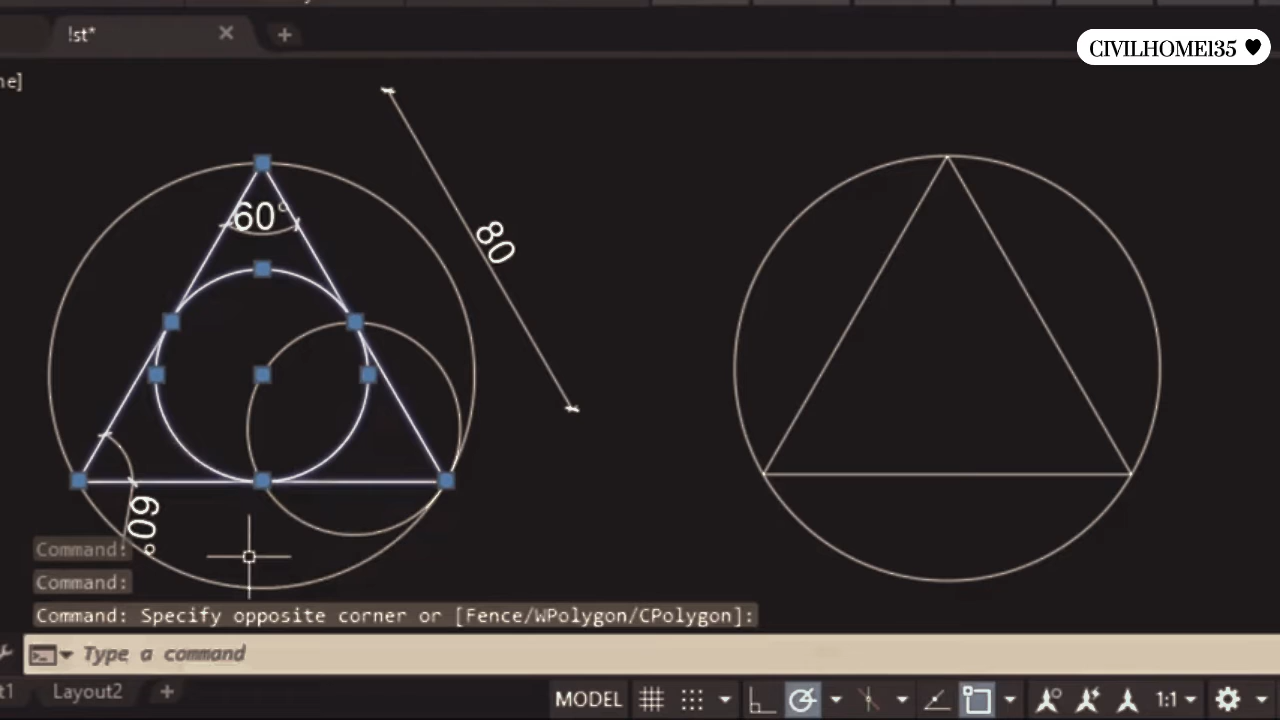 !st*
CIVILHOME135 ♥
ne]
60°
80
60°
Command:
Command:
Command: Specify opposite corner or [Fence/WPolygon/CPolygon]:
Type a command
t1 Layout2 +
MODEL 1:1